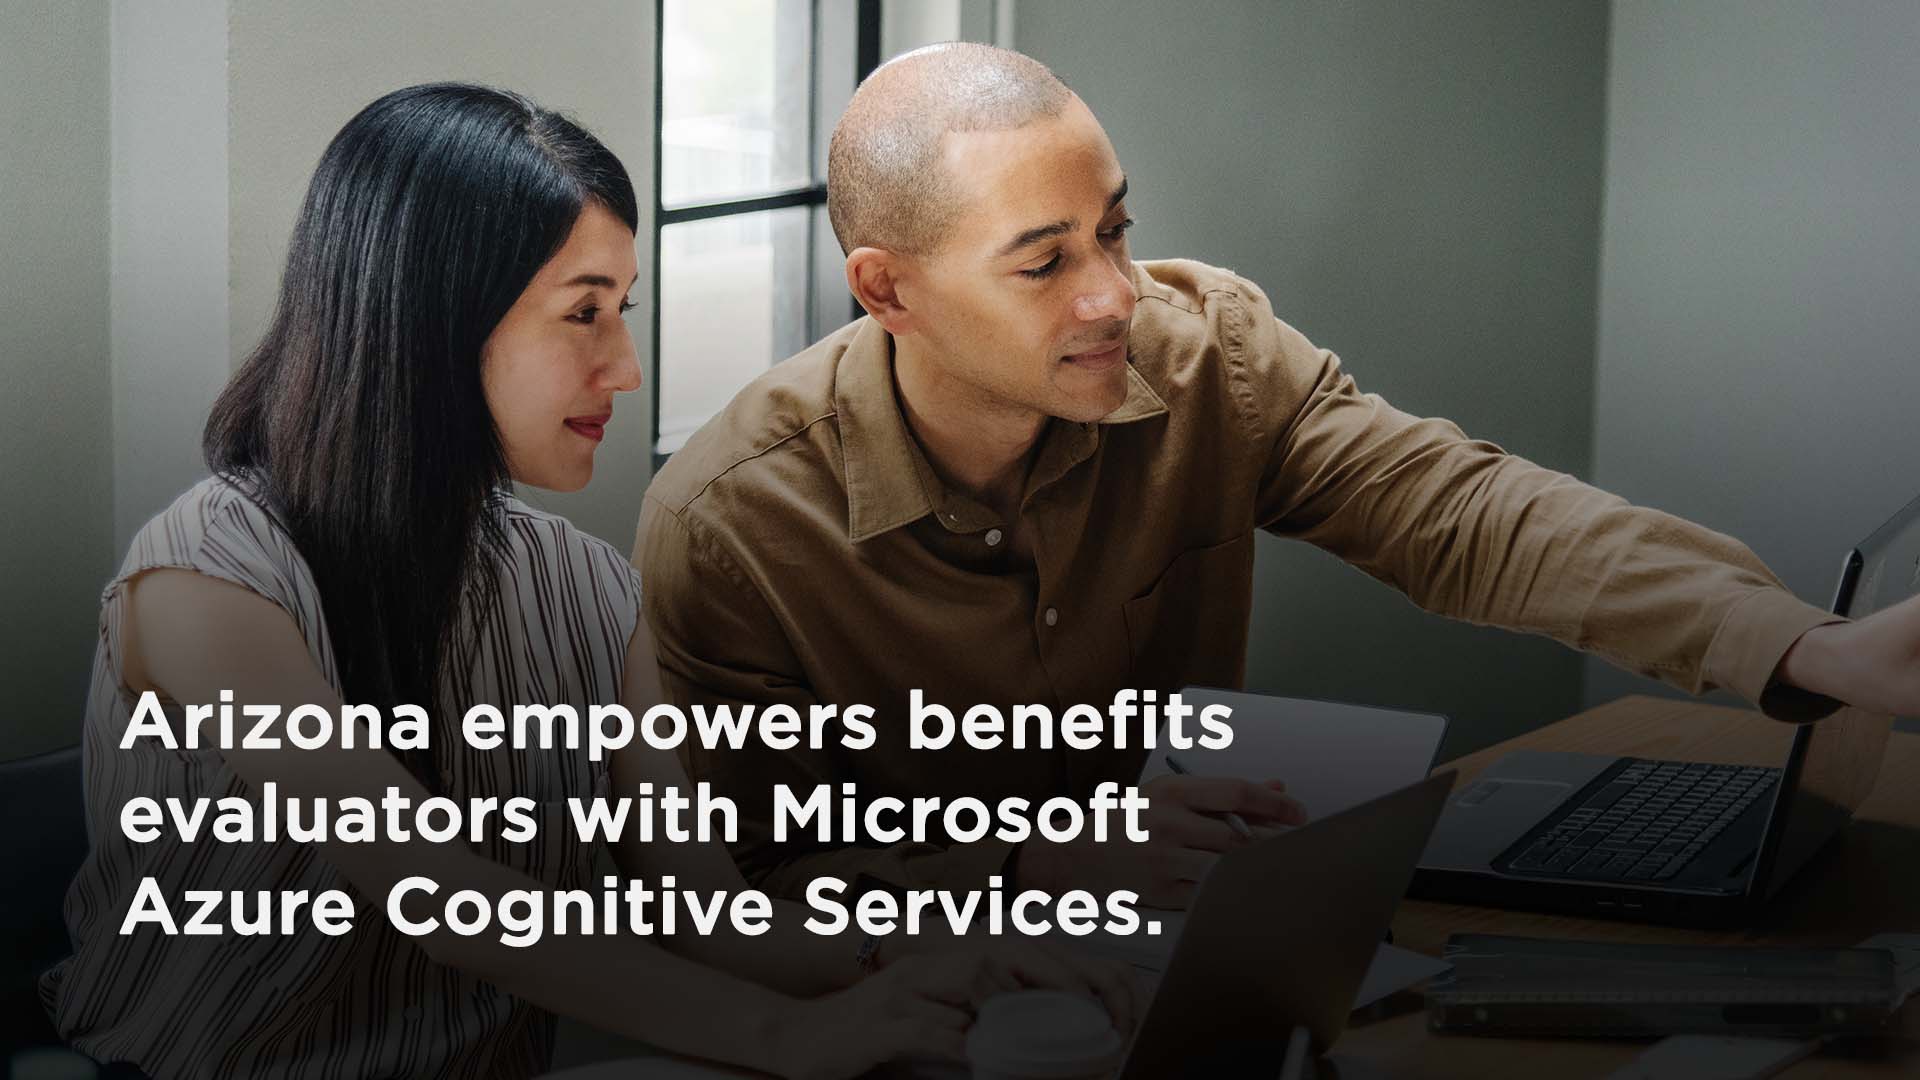 Arizona empowers benefits
evaluators with Microsoft
Azure Cognitive Services.